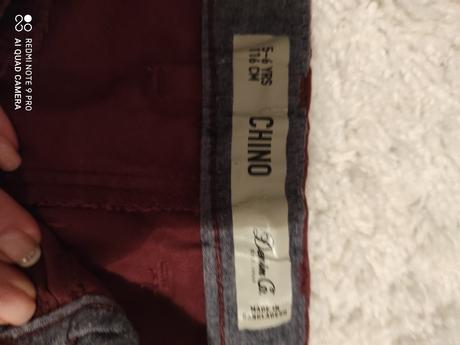 REDMI NOTE 9 PRO
AI QUAD CAMERA
5-6 YRS
116 CM
CHINO
Denim Co.
MADE IN
BANGLADESH